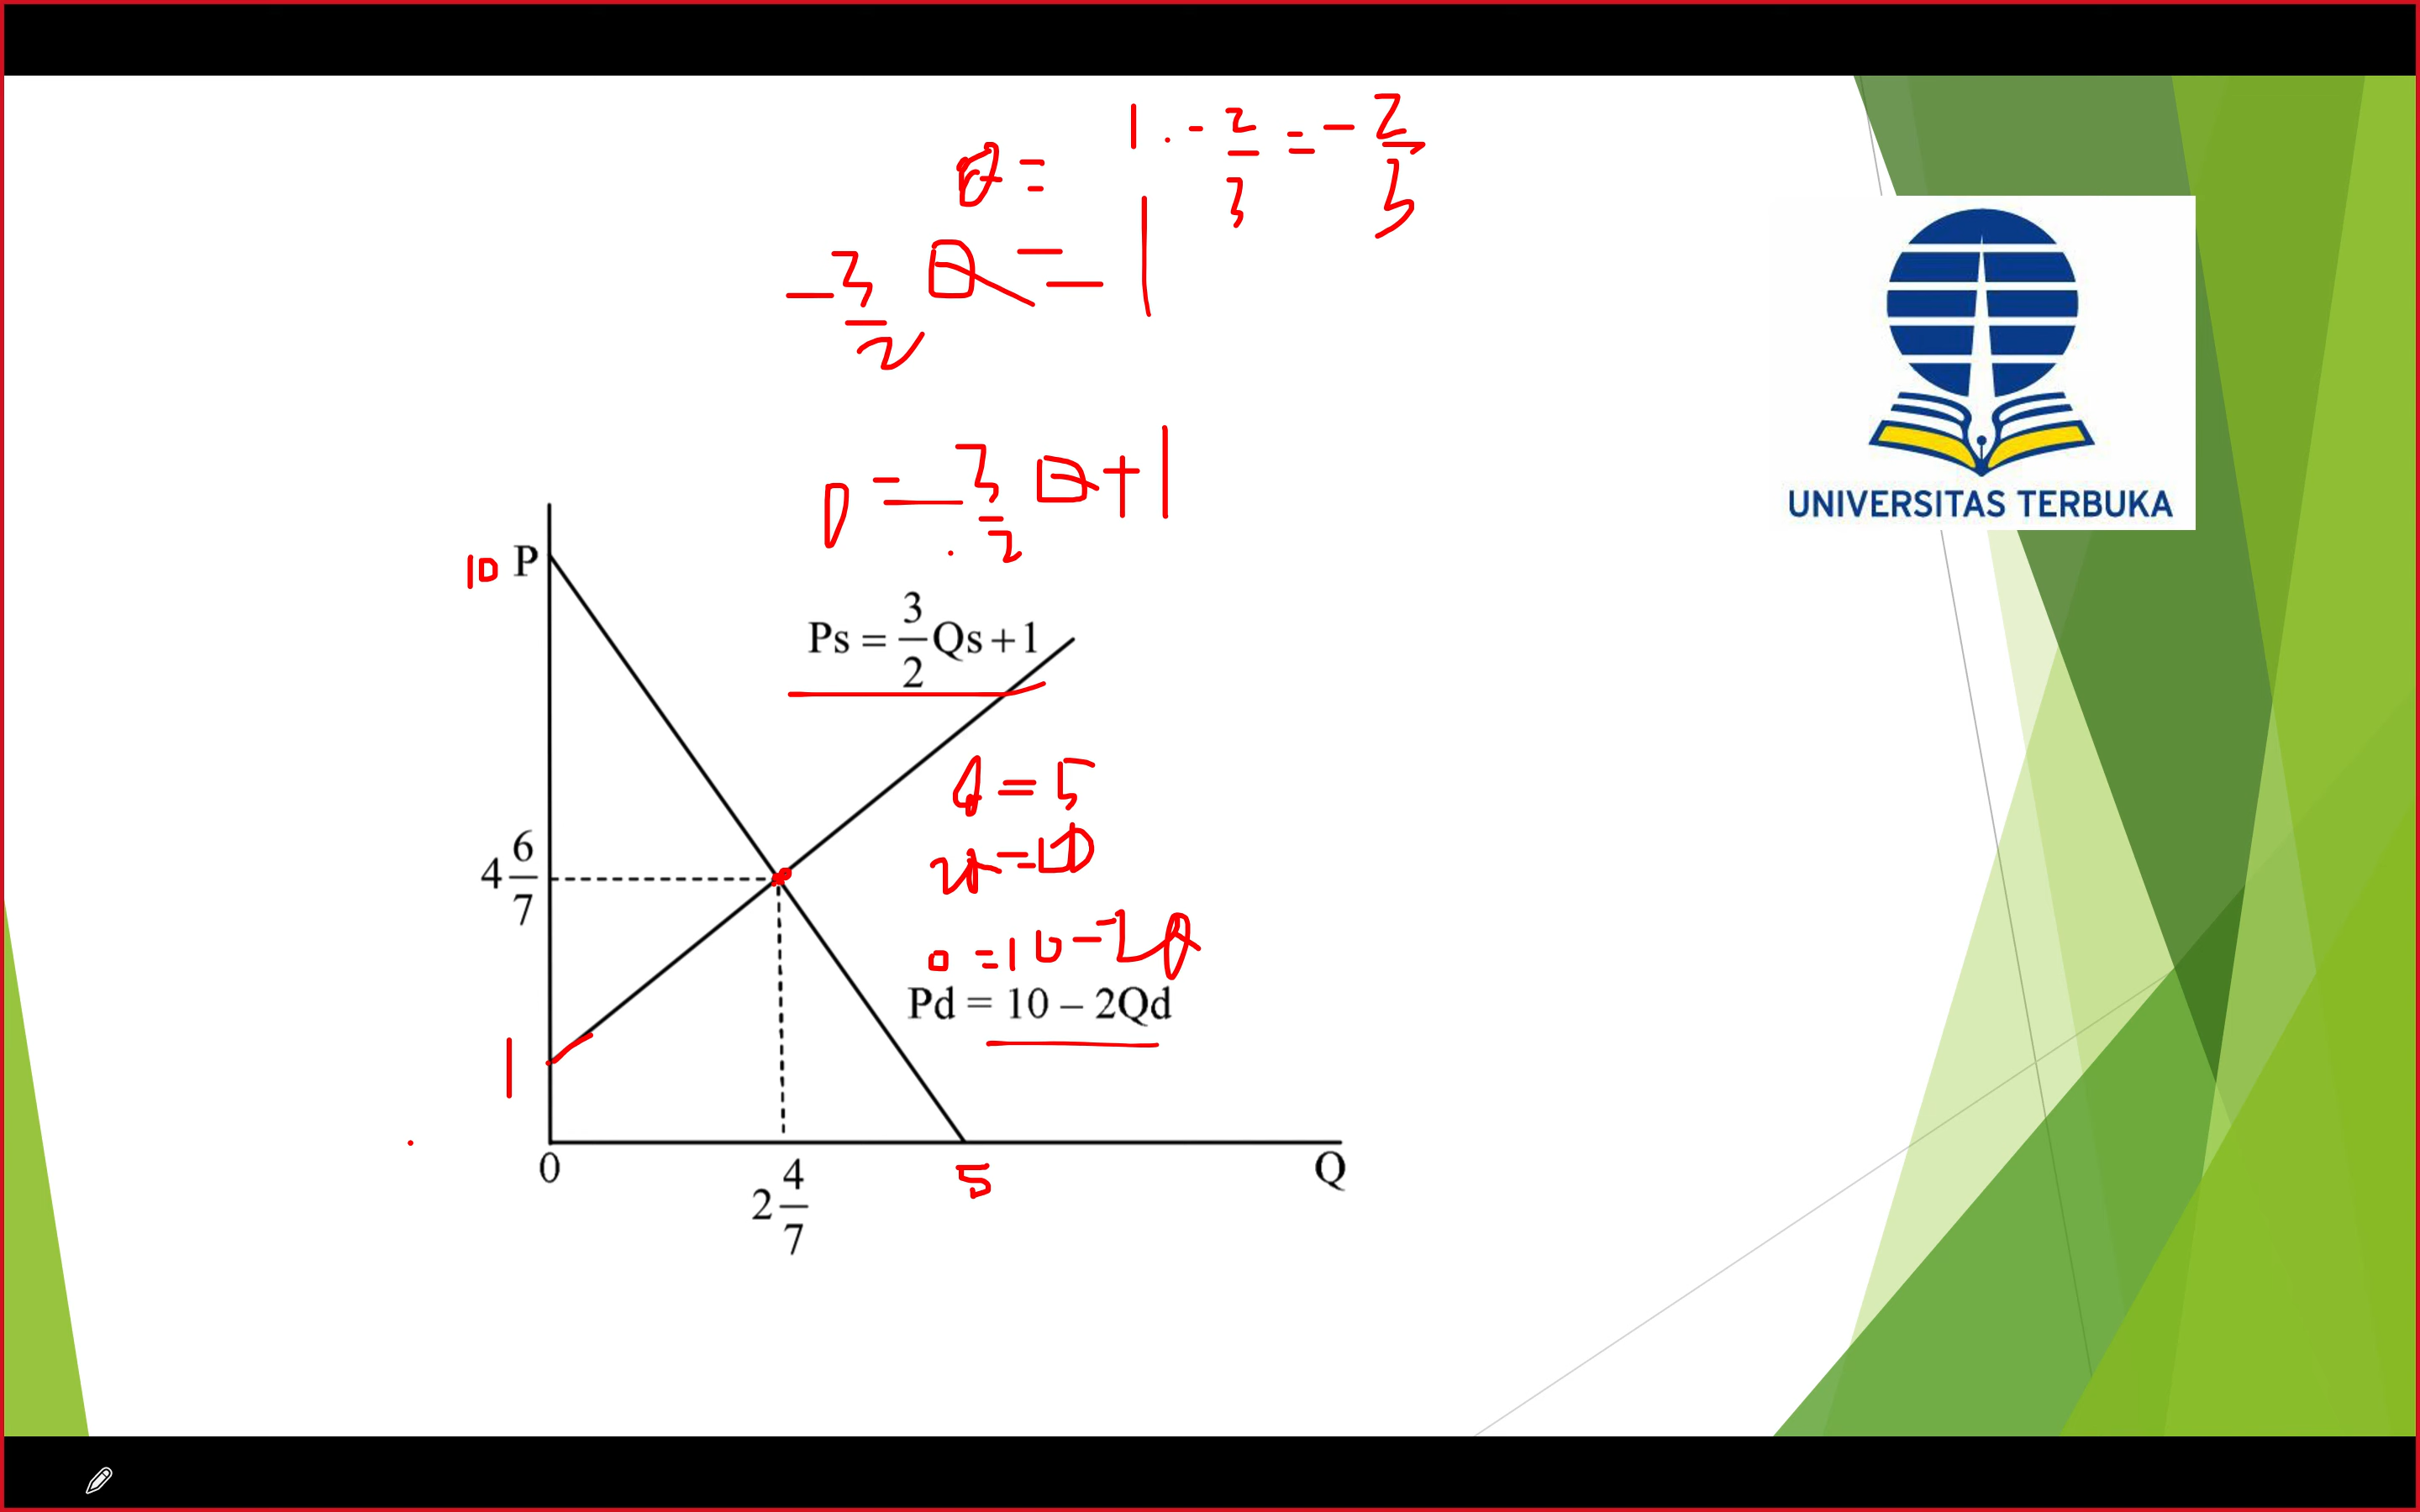 1 . - 2/3 = - 2/3
Q =
- 3/2 Q = 1
UNIVERSITAS TERBUKA
P = 3/2 Q + 1
10 P
Ps = 3/2 Qs + 1
Q = 5
2Q = 10
4 6/7
0 = 10 - 2Q
Pd = 10 – 2Qd
1
0
2 4/7
5
Q